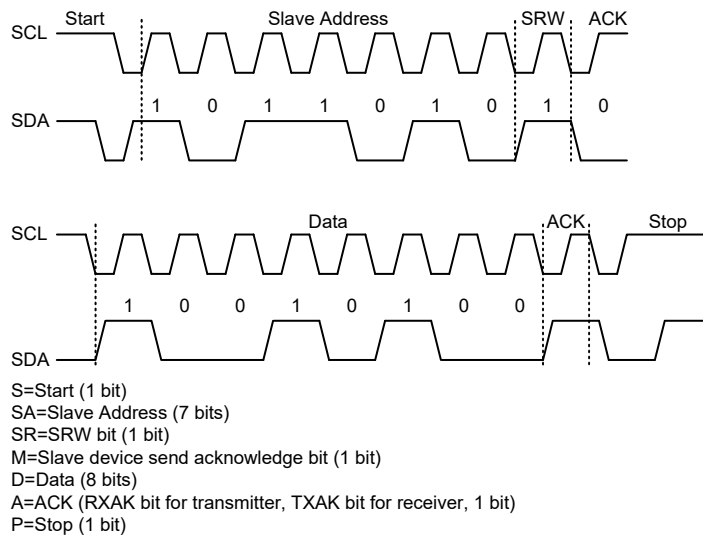 Start Slave Address SRW ACK
SCL
1 0 1 1 0 1 0 1 0
SDA
Data ACK Stop
SCL
1 0 0 1 0 1 0 0
SDA
S=Start (1 bit)
SA=Slave Address (7 bits)
SR=SRW bit (1 bit)
M=Slave device send acknowledge bit (1 bit)
D=Data (8 bits)
A=ACK (RXAK bit for transmitter, TXAK bit for receiver, 1 bit)
P=Stop (1 bit)